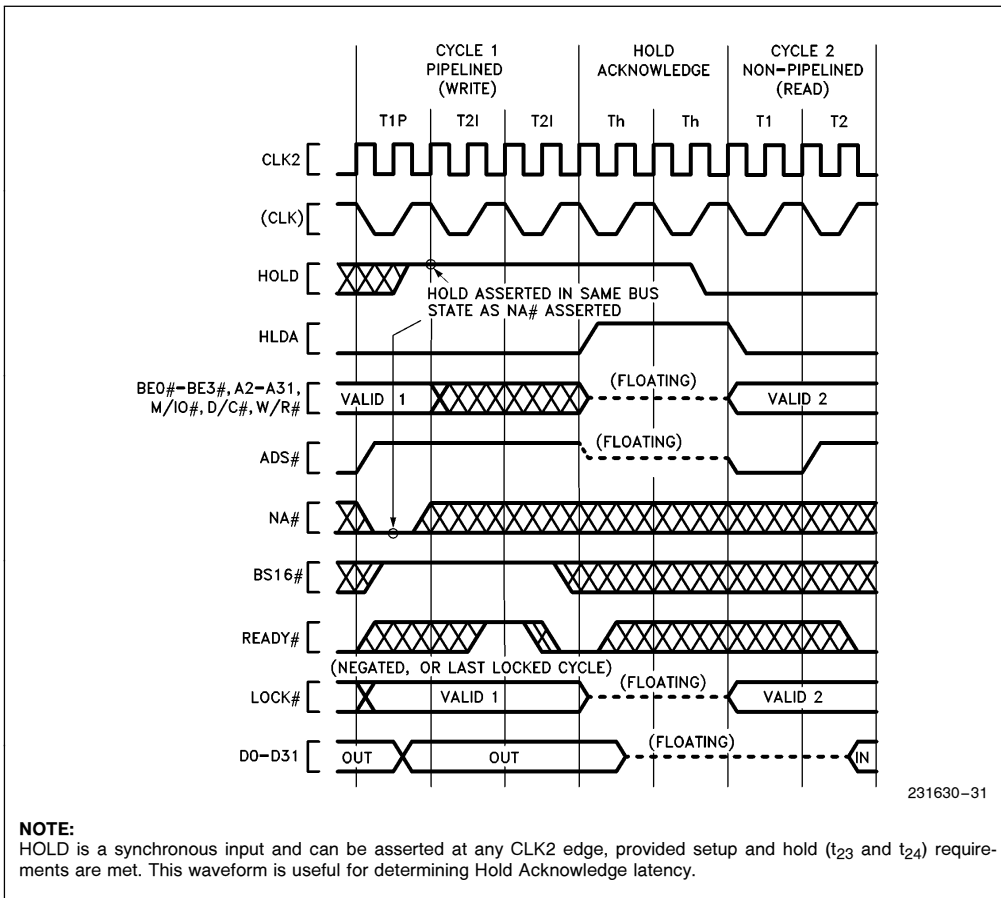 CYCLE 1
PIPELINED
(WRITE)
HOLD
ACKNOWLEDGE
CYCLE 2
NON-PIPELINED
(READ)
T1P T2I T2I Th Th T1 T2
CLK2
(CLK)
HOLD
HOLD ASSERTED IN SAME BUS
STATE AS NA# ASSERTED
HLDA
BE0#-BE3#, A2-A31,
M/IO#, D/C#, W/R#
VALID 1 (FLOATING) VALID 2
ADS# (FLOATING)
NA#
BS16#
READY#
(NEGATED, OR LAST LOCKED CYCLE)
LOCK# VALID 1 (FLOATING) VALID 2
D0-D31 OUT OUT (FLOATING) IN
231630-31
NOTE:
HOLD is a synchronous input and can be asserted at any CLK2 edge, provided setup and hold (t23 and t24) require-
ments are met. This waveform is useful for determining Hold Acknowledge latency.